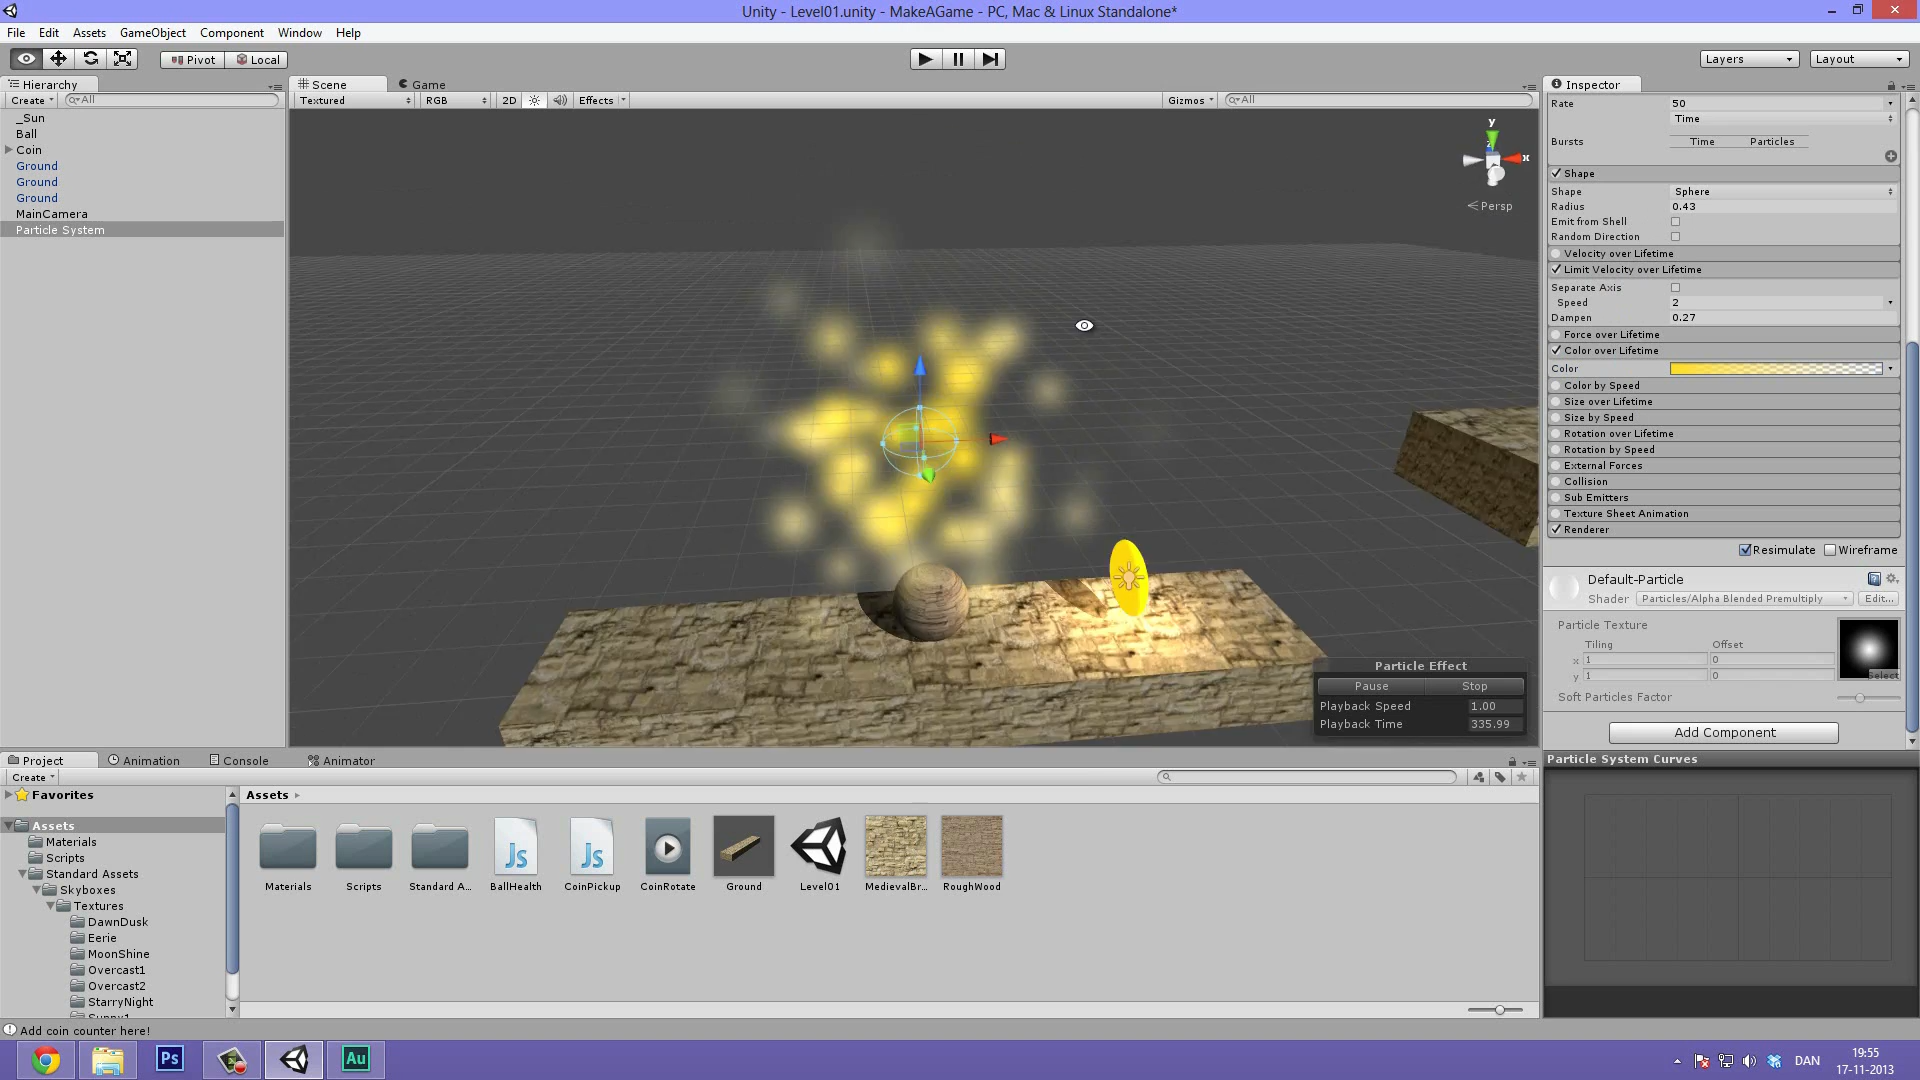 Unity - Level01.unity - MakeAGame - PC, Mac & Linux Standalone*
File Edit Assets GameObject Component Window Help
Pivot Local Layers Layout
Hierarchy
Create All
_Sun
Ball
Coin
Ground
Ground
Ground
MainCamera
Particle System
Scene Game
Textured RGB 2D Effects Gizmos All
y
x
Persp
Particle Effect
Pause Stop
Playback Speed 1.00
Playback Time 335.99
Inspector
Rate 50
Time
Bursts Time Particles
Shape
Shape Sphere
Radius 0.43
Emit from Shell
Random Direction
Velocity over Lifetime
Limit Velocity over Lifetime
Separate Axis
Speed 2
Dampen 0.27
Force over Lifetime
Color over Lifetime
Color
Color by Speed
Size over Lifetime
Size by Speed
Rotation over Lifetime
Rotation by Speed
External Forces
Collision
Sub Emitters
Texture Sheet Animation
Renderer
Resimulate Wireframe
Default-Particle
Shader Particles/Alpha Blended Premultiply Edit...
Particle Texture
Tiling Offset
x 1 0
y 1 0
Select
Soft Particles Factor
Add Component
Particle System Curves
Project Animation Console Animator
Create
Favorites
Assets
Materials
Scripts
Standard Assets
Skyboxes
Textures
DawnDusk
Eerie
MoonShine
Overcast1
Overcast2
StarryNight
Sunny1
Assets
Js Js
Materials Scripts Standard A... BallHealth CoinPickup CoinRotate Ground Level01 MedievalBr... RoughWood
Add coin counter here!
Ps Au
DAN
19:55
17-11-2013